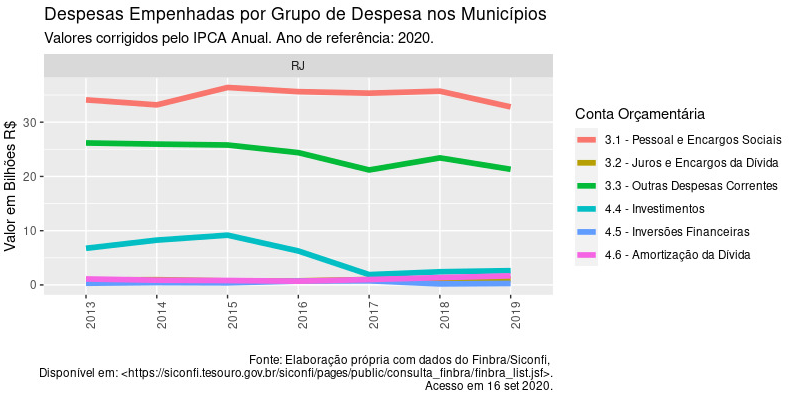 Despesas Empenhadas por Grupo de Despesa nos Municípios
Valores corrigidos pelo IPCA Anual. Ano de referência: 2020.
RJ
Valor em Bilhões R$
30
20
10
0
2013
2014
2015
2016
2017
2018
2019
Conta Orçamentária
3.1 - Pessoal e Encargos Sociais
3.2 - Juros e Encargos da Dívida
3.3 - Outras Despesas Correntes
4.4 - Investimentos
4.5 - Inversões Financeiras
4.6 - Amortização da Dívida
Fonte: Elaboração própria com dados do Finbra/Siconfi,
Disponível em: <https://siconfi.tesouro.gov.br/siconfi/pages/public/consulta_finbra/finbra_list.jsf>.
Acesso em 16 set 2020.